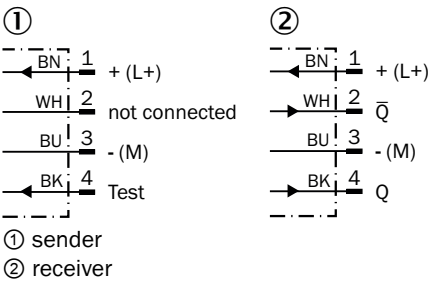 ① ②
BN 1 + (L+) BN 1 + (L+)
WH 2 not connected WH 2 Q̅
BU 3 - (M) BU 3 - (M)
BK 4 Test BK 4 Q
① sender
② receiver